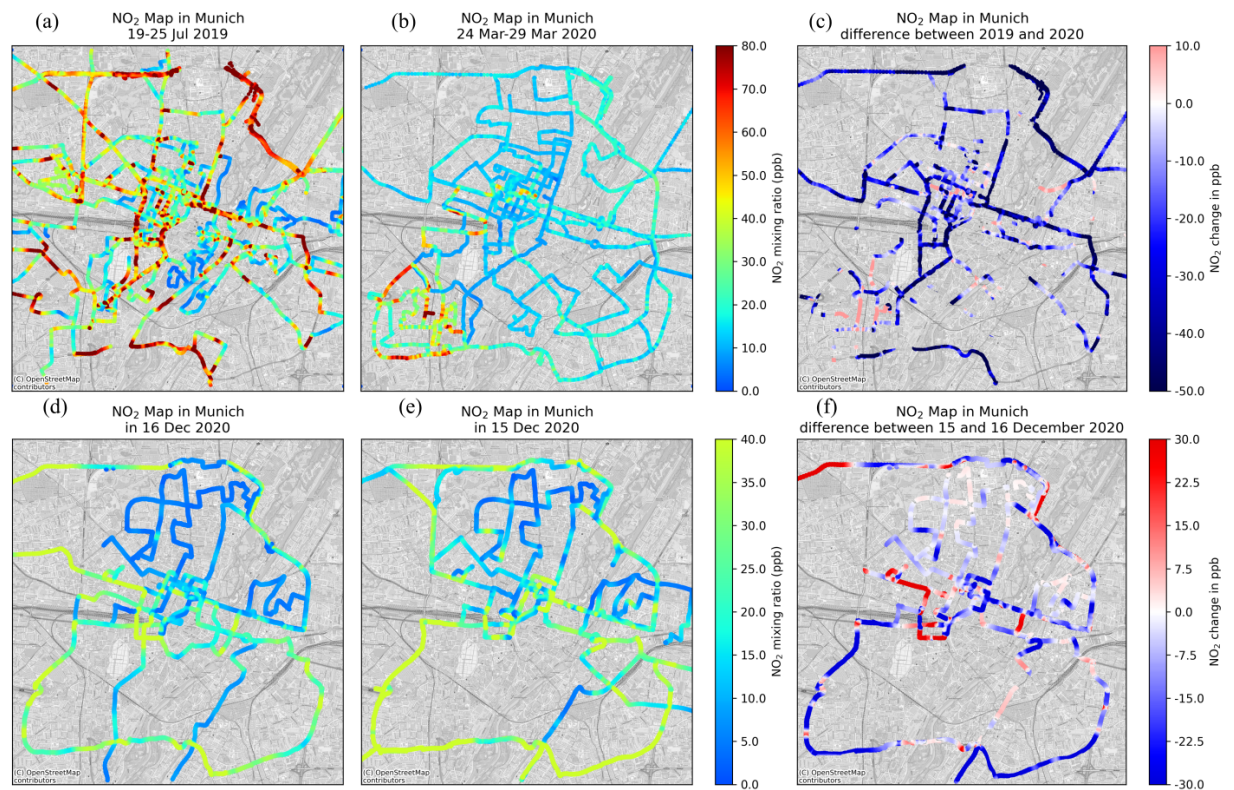 (a)
NO₂ Map in Munich
19-25 Jul 2019
(C) OpenStreetMap
contributors
(b)
NO₂ Map in Munich
24 Mar-29 Mar 2020
(C) OpenStreetMap
contributors
80.0
70.0
60.0
50.0
40.0
30.0
20.0
10.0
0.0
NO₂ mixing ratio (ppb)
(c)
NO₂ Map in Munich
difference between 2019 and 2020
(C) OpenStreetMap
contributors
10.0
0.0
-10.0
-20.0
-30.0
-40.0
-50.0
NO₂ change in ppb
(d)
NO₂ Map in Munich
in 16 Dec 2020
(C) OpenStreetMap
contributors
(e)
NO₂ Map in Munich
in 15 Dec 2020
(C) OpenStreetMap
contributors
40.0
35.0
30.0
25.0
20.0
15.0
10.0
5.0
0.0
NO₂ mixing ratio (ppb)
(f)
NO₂ Map in Munich
difference between 15 and 16 December 2020
(C) OpenStreetMap
contributors
30.0
22.5
15.0
7.5
0.0
-7.5
-15.0
-22.5
-30.0
NO₂ change in ppb